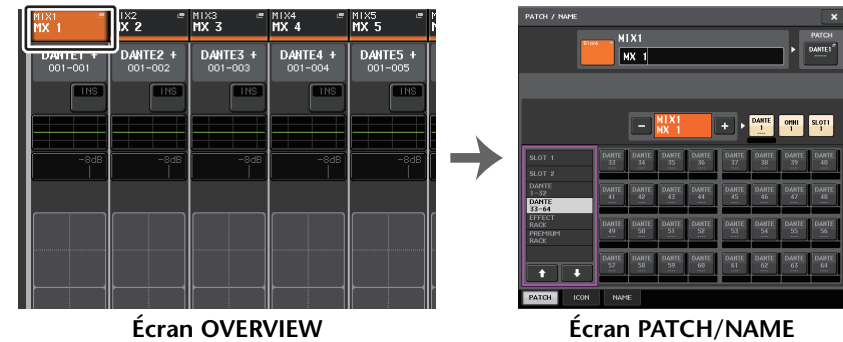 MIX1 MIX2 MIX3 MIX4 MIX5
MX 1 MX 2 MX 3 MX 4 MX 5
DANTE1 + DANTE2 + DANTE3 + DANTE4 + DANTE5 +
001-001 001-002 001-003 001-004 001-005
INS INS INS INS INS
-8dB -8dB -8dB -8dB -8dB
Écran OVERVIEW
PATCH / NAME
Blank
MIX1
MX 1
PATCH
DANTE1
----
MIX1
MX 1
DANTE 1
OMNI 1
SLOT1 1
SLOT 1
SLOT 2
DANTE
1-32
DANTE
33-64
EFFECT
RACK
PREMIUM
RACK
DANTE DANTE DANTE DANTE DANTE DANTE DANTE DANTE
33 34 35 36 37 38 39 40
DANTE DANTE DANTE DANTE DANTE DANTE DANTE DANTE
41 42 43 44 45 46 47 48
DANTE DANTE DANTE DANTE DANTE DANTE DANTE DANTE
49 50 51 52 53 54 55 56
DANTE DANTE DANTE DANTE DANTE DANTE DANTE DANTE
57 58 59 60 61 62 63 64
PATCH ICON NAME
Écran PATCH/NAME